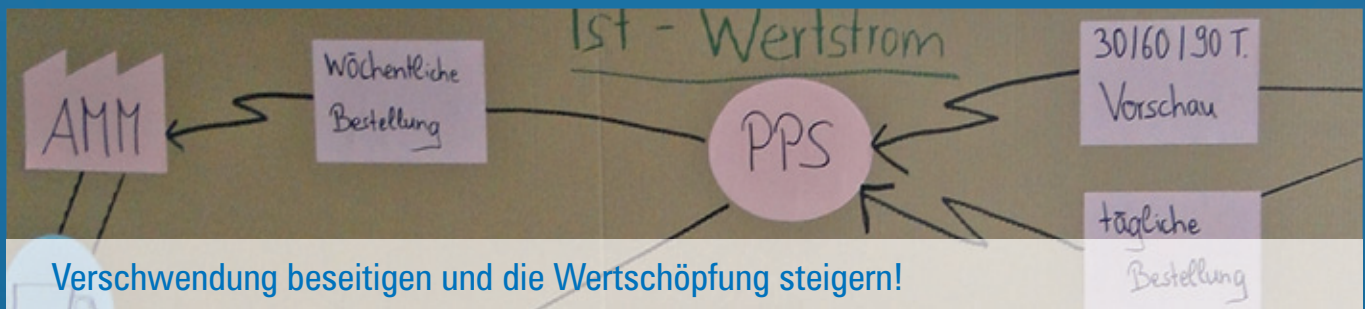 Ist - Wertstrom
AMM
Wöchentliche
Bestellung
PPS
30/60/90 T.
Vorschau
tägliche
Bestellung
Verschwendung beseitigen und die Wertschöpfung steigern!